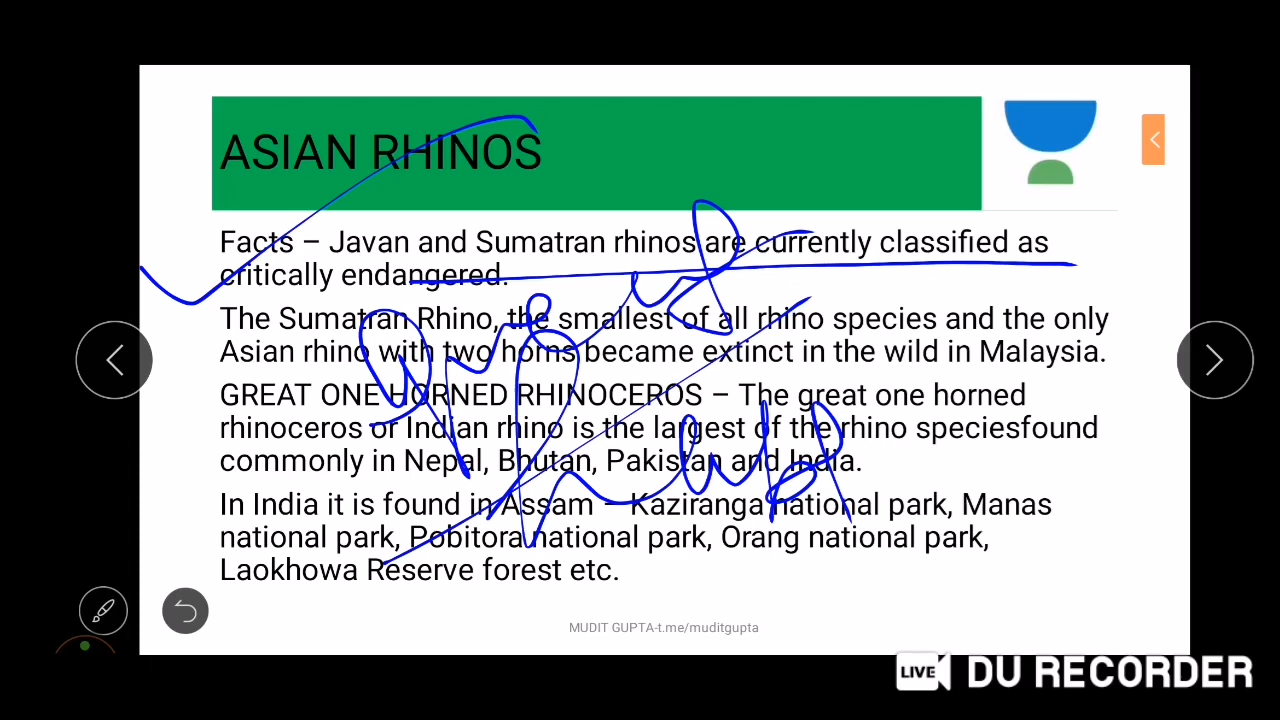 ASIAN RHINOS
Facts – Javan and Sumatran rhinos are currently classified as
critically endangered.
The Sumatran Rhino, the smallest of all rhino species and the only
Asian rhino with two horns became extinct in the wild in Malaysia.
GREAT ONE HORNED RHINOCEROS – The great one horned
rhinoceros or Indian rhino is the largest of the rhino speciesfound
commonly in Nepal, Bhutan, Pakistan and India.
In India it is found in Assam – Kaziranga national park, Manas
national park, Pobitora national park, Orang national park,
Laokhowa Reserve forest etc.
MUDIT GUPTA-t.me/muditgupta
LIVE DU RECORDER